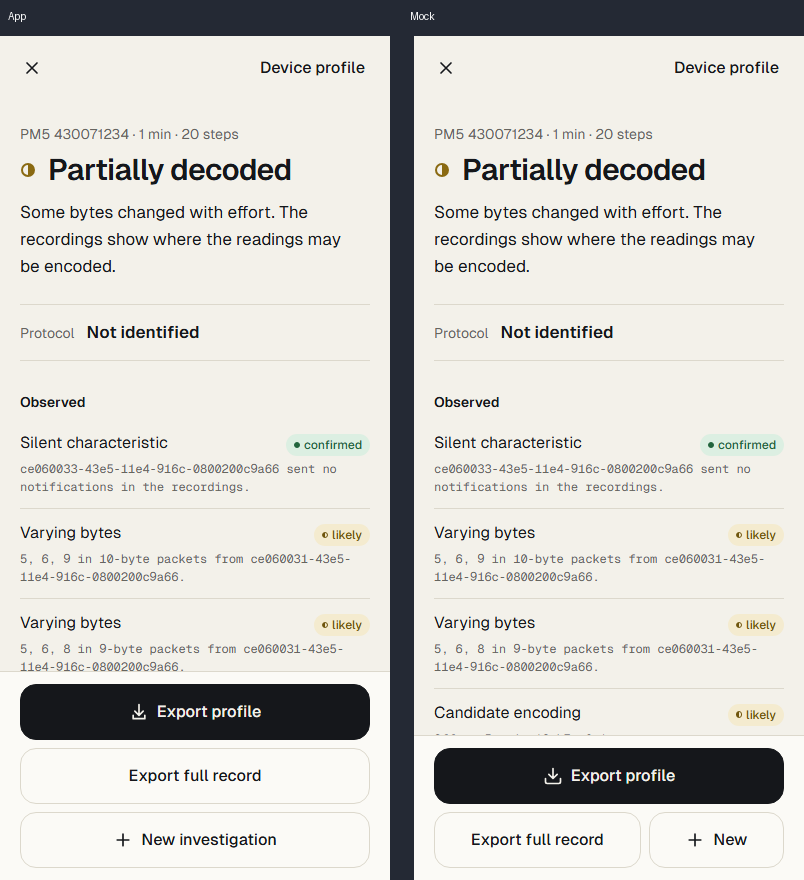 App
Device profile
PM5 430071234 · 1 min · 20 steps
Partially decoded
Some bytes changed with effort. The
recordings show where the readings may
be encoded.
Protocol Not identified
Observed
Silent characteristic confirmed
ce060033-43e5-11e4-916c-0800200c9a66 sent no
notifications in the recordings.
Varying bytes likely
5, 6, 9 in 10-byte packets from ce060031-43e5-
11e4-916c-0800200c9a66.
Varying bytes likely
5, 6, 8 in 9-byte packets from ce060031-43e5-
11e4-916c-0800200c9a66.
Export profile
Export full record
New investigation
Mock
Device profile
PM5 430071234 · 1 min · 20 steps
Partially decoded
Some bytes changed with effort. The
recordings show where the readings may
be encoded.
Protocol Not identified
Observed
Silent characteristic confirmed
ce060033-43e5-11e4-916c-0800200c9a66 sent no
notifications in the recordings.
Varying bytes likely
5, 6, 9 in 10-byte packets from ce060031-43e5-
11e4-916c-0800200c9a66.
Varying bytes likely
5, 6, 8 in 9-byte packets from ce060031-43e5-
11e4-916c-0800200c9a66.
Candidate encoding likely
Export profile
Export full record New